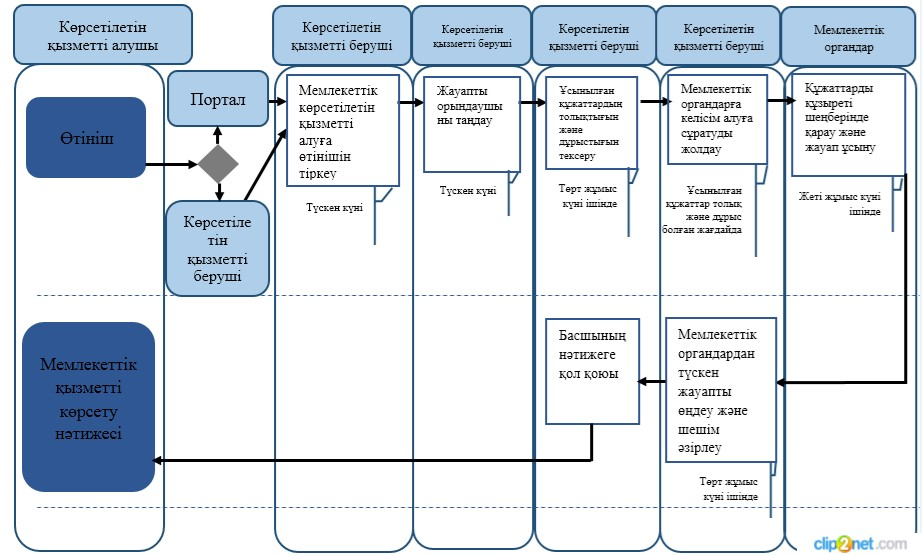 Көрсетілетін
қызметті алушы
Көрсетілетін
қызметті беруші
Көрсетілетін
қызметті беруші
Көрсетілетін
қызметті беруші
Көрсетілетін
қызметті беруші
Мемлекеттік
органдар
Өтініш
Портал
Көрсетіле
тін
қызметті
беруші
Мемлекеттік
көрсетілетін
қызметті
алуға
өтінішін
тіркеу
Түскен күні
Жауапты
орындаушы
ны таңдау
Түскен күні
Ұсынылған
құжаттардың
толықтығын
және
дұрыстығын
тексеру
Төрт жұмыс
күні ішінде
Мемлекеттік
органдарға
келісім алуға
сұратуды
жолдау
Ұсынылған
құжаттар толық
және дұрыс
болған жағдайда
Құжаттарды
құзыреті
шеңберінде
қарау және
жауап ұсыну
Жеті жұмыс күні
ішінде
Мемлекеттік
қызметті
көрсету
нәтижесі
Басшының
нәтижеге
қол қоюы
Мемлекеттік
органдардан
түскен
жауапты
өңдеу және
шешім
әзірлеу
Төрт жұмыс
күні ішінде
clip2net.com